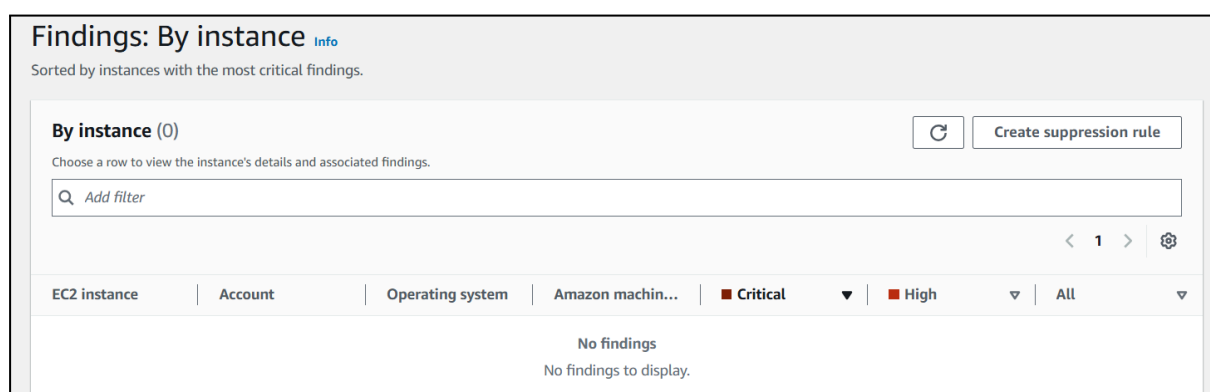 Findings: By instance Info
Sorted by instances with the most critical findings.
By instance (0)
Create suppression rule
Choose a row to view the instance's details and associated findings.
Add filter
1
EC2 instance Account Operating system Amazon machin... Critical High All
No findings
No findings to display.